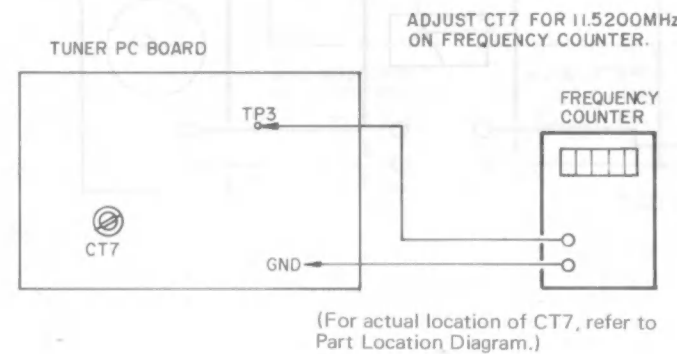 ADJUST CT7 FOR 11.5200MHz
ON FREQUENCY COUNTER.
TUNER PC BOARD
FREQUENCY
COUNTER
TP3
CT7
GND
(For actual location of CT7, refer to
Part Location Diagram.)